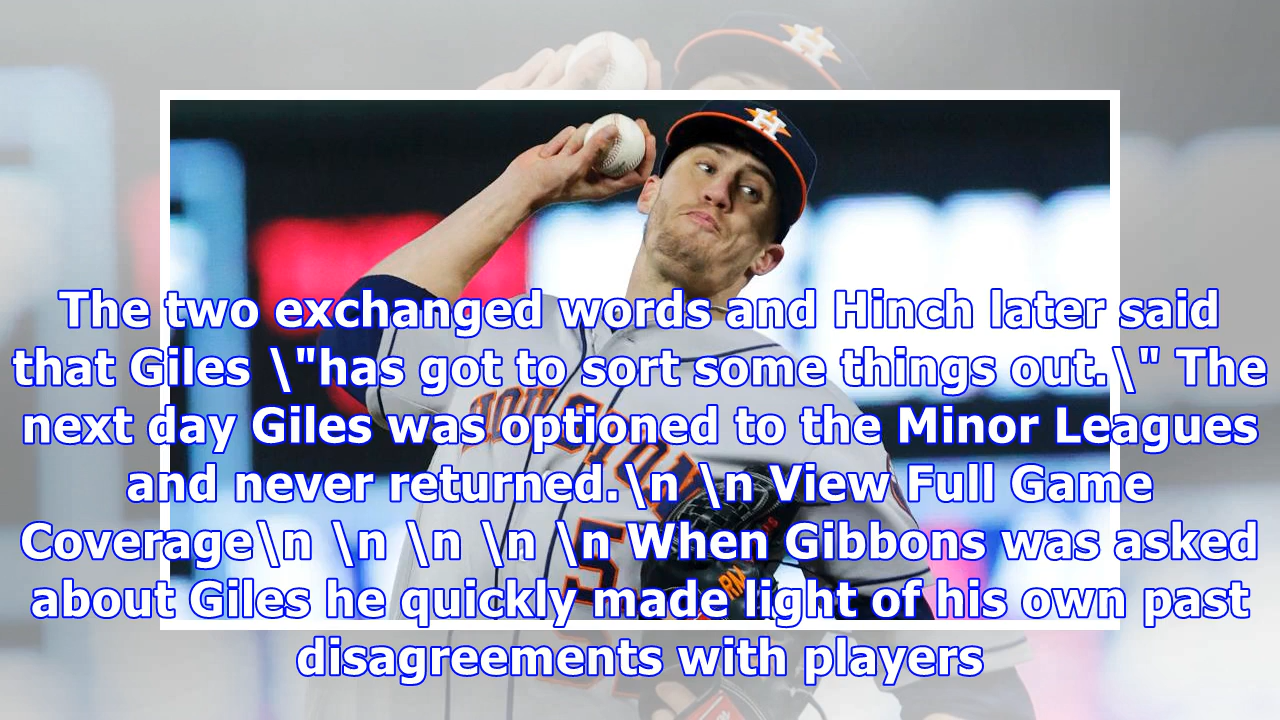 H
HOUSTON
5
The two exchanged words and Hinch later said
that Giles \"has got to sort some things out.\" The
next day Giles was optioned to the Minor Leagues
and never returned.\n \n View Full Game
Coverage\n \n \n \n \n When Gibbons was asked
about Giles he quickly made light of his own past
disagreements with players